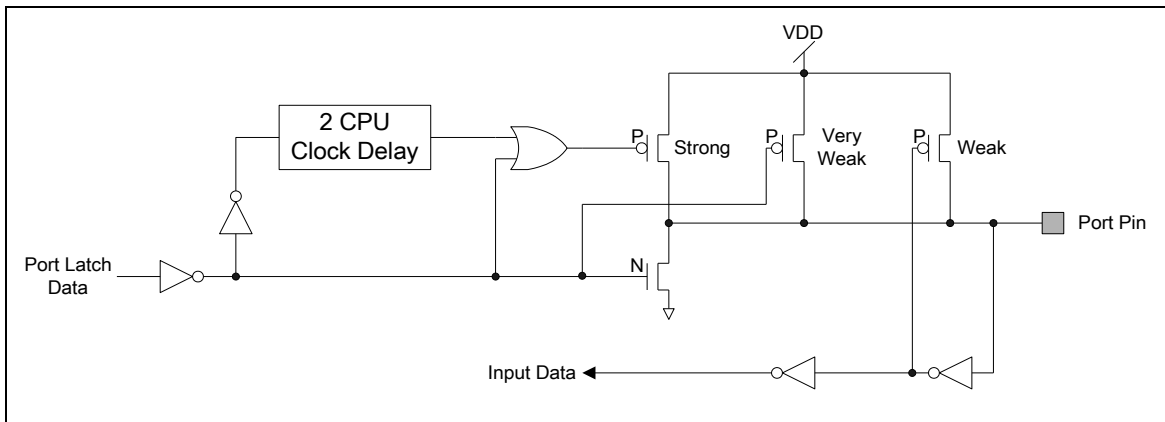 VDD
2 CPU
Clock Delay
P
Strong
P
Very
Weak
P
Weak
Port Pin
Port Latch
Data
N
Input Data